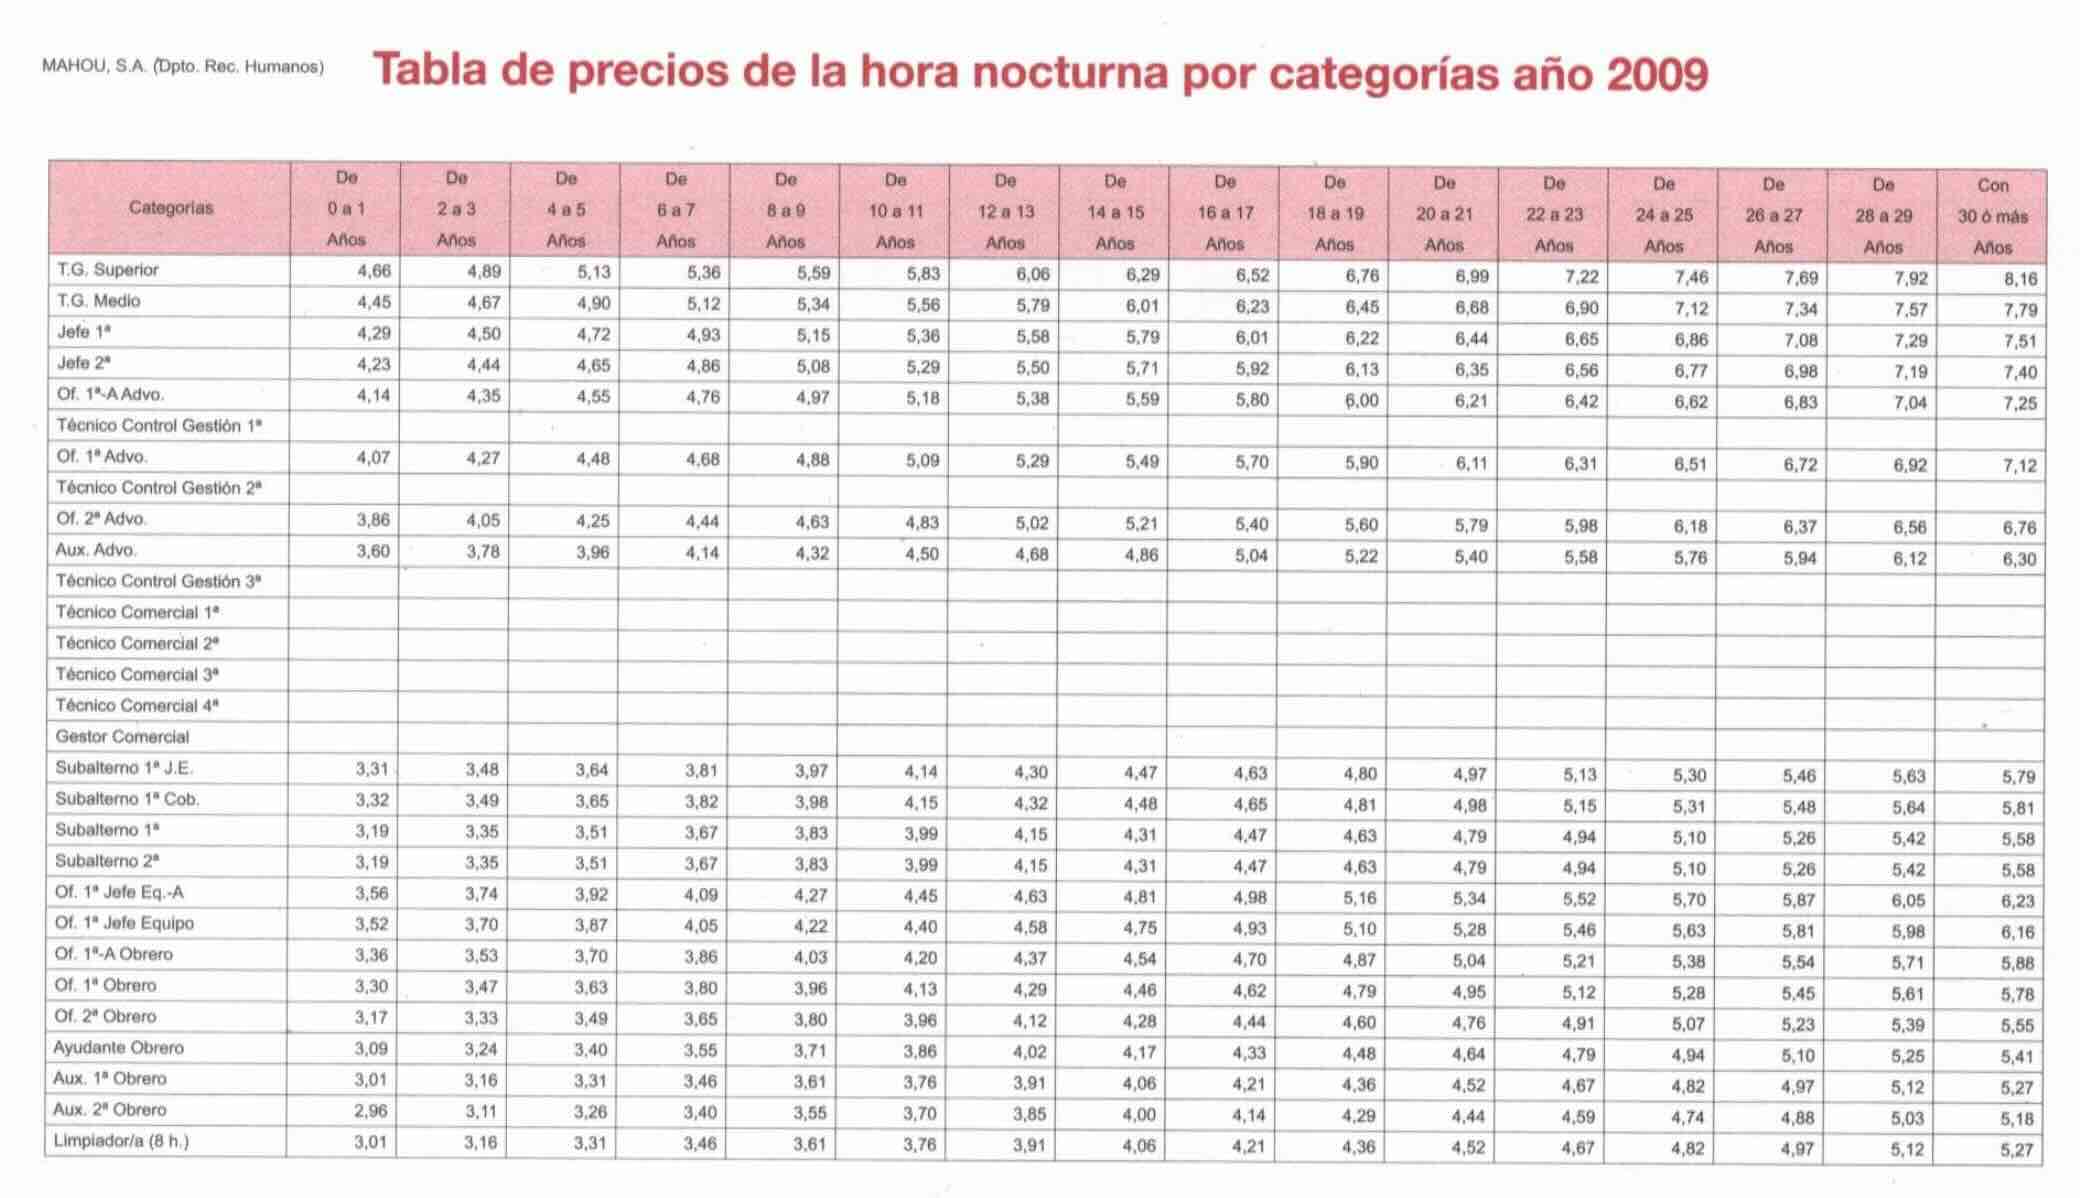 MAHOU, S.A. (Dpto. Rec. Humanos)
Tabla de precios de la hora nocturna por categorías año 2009
Categorías De 0 a 1 Años De 2 a 3 Años De 4 a 5 Años De 6 a 7 Años De 8 a 9 Años De 10 a 11 Años De 12 a 13 Años De 14 a 15 Años De 16 a 17 Años De 18 a 19 Años De 20 a 21 Años De 22 a 23 Años De 24 a 25 Años De 26 a 27 Años De 28 a 29 Años Con 30 ó más Años
T.G. Superior 4,66 4,89 5,13 5,36 5,59 5,83 6,06 6,29 6,52 6,76 6,99 7,22 7,46 7,69 7,92 8,16
T.G. Medio 4,45 4,67 4,90 5,12 5,34 5,56 5,79 6,01 6,23 6,45 6,68 6,90 7,12 7,34 7,57 7,79
Jefe 1ª 4,29 4,50 4,72 4,93 5,15 5,36 5,58 5,79 6,01 6,22 6,44 6,65 6,86 7,08 7,29 7,51
Jefe 2ª 4,23 4,44 4,65 4,86 5,08 5,29 5,50 5,71 5,92 6,13 6,35 6,56 6,77 6,98 7,19 7,40
Of. 1ª-A Advo. 4,14 4,35 4,55 4,76 4,97 5,18 5,38 5,59 5,80 6,00 6,21 6,42 6,62 6,83 7,04 7,25
Técnico Control Gestión 1ª
Of. 1ª Advo. 4,07 4,27 4,48 4,68 4,88 5,09 5,29 5,49 5,70 5,90 6,11 6,31 6,51 6,72 6,92 7,12
Técnico Control Gestión 2ª
Of. 2ª Advo. 3,86 4,05 4,25 4,44 4,63 4,83 5,02 5,21 5,40 5,60 5,79 5,98 6,18 6,37 6,56 6,76
Aux. Advo. 3,60 3,78 3,96 4,14 4,32 4,50 4,68 4,86 5,04 5,22 5,40 5,58 5,76 5,94 6,12 6,30
Técnico Control Gestión 3ª
Técnico Comercial 1ª
Técnico Comercial 2ª
Técnico Comercial 3ª
Técnico Comercial 4ª
Gestor Comercial
Subalterno 1ª J.E. 3,31 3,48 3,64 3,81 3,97 4,14 4,30 4,47 4,63 4,80 4,97 5,13 5,30 5,46 5,63 5,79
Subalterno 1ª Cob. 3,32 3,49 3,65 3,82 3,98 4,15 4,32 4,48 4,65 4,81 4,98 5,15 5,31 5,48 5,64 5,81
Subalterno 1ª 3,19 3,35 3,51 3,67 3,83 3,99 4,15 4,31 4,47 4,63 4,79 4,94 5,10 5,26 5,42 5,58
Subalterno 2ª 3,19 3,35 3,51 3,67 3,83 3,99 4,15 4,31 4,47 4,63 4,79 4,94 5,10 5,26 5,42 5,58
Of. 1ª Jefe Eq.-A 3,56 3,74 3,92 4,09 4,27 4,45 4,63 4,81 4,98 5,16 5,34 5,52 5,70 5,87 6,05 6,23
Of. 1ª Jefe Equipo 3,52 3,70 3,87 4,05 4,22 4,40 4,58 4,75 4,93 5,10 5,28 5,46 5,63 5,81 5,98 6,16
Of. 1ª-A Obrero 3,36 3,53 3,70 3,86 4,03 4,20 4,37 4,54 4,70 4,87 5,04 5,21 5,38 5,54 5,71 5,88
Of. 1ª Obrero 3,30 3,47 3,63 3,80 3,96 4,13 4,29 4,46 4,62 4,79 4,95 5,12 5,28 5,45 5,61 5,78
Of. 2ª Obrero 3,17 3,33 3,49 3,65 3,80 3,96 4,12 4,28 4,44 4,60 4,76 4,91 5,07 5,23 5,39 5,55
Ayudante Obrero 3,09 3,24 3,40 3,55 3,71 3,86 4,02 4,17 4,33 4,48 4,64 4,79 4,94 5,10 5,25 5,41
Aux. 1ª Obrero 3,01 3,16 3,31 3,46 3,61 3,76 3,91 4,06 4,21 4,36 4,52 4,67 4,82 4,97 5,12 5,27
Aux. 2ª Obrero 2,96 3,11 3,26 3,40 3,55 3,70 3,85 4,00 4,14 4,29 4,44 4,59 4,74 4,88 5,03 5,18
Limpiador/a (8 h.) 3,01 3,16 3,31 3,46 3,61 3,76 3,91 4,06 4,21 4,36 4,52 4,67 4,82 4,97 5,12 5,27